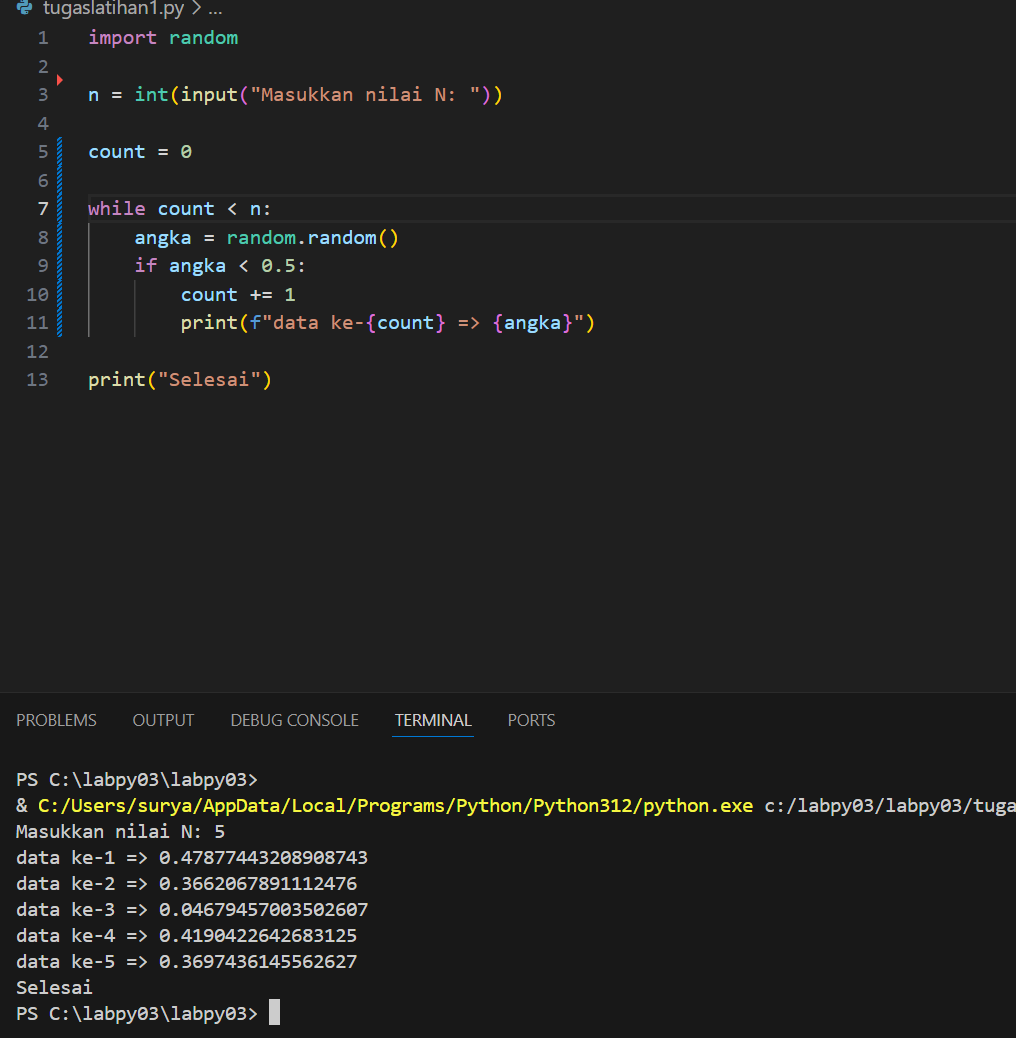 tugaslatihan1.py > ...
1 import random
2
3 n = int(input("Masukkan nilai N: "))
4
5 count = 0
6
7 while count < n:
8     angka = random.random()
9     if angka < 0.5:
10         count += 1
11         print(f"data ke-{count} => {angka}")
12
13 print("Selesai")
PROBLEMS OUTPUT DEBUG CONSOLE TERMINAL PORTS
PS C:\labpy03\labpy03>
& C:/Users/surya/AppData/Local/Programs/Python/Python312/python.exe c:/labpy03/labpy03/tuga
Masukkan nilai N: 5
data ke-1 => 0.47877443208908743
data ke-2 => 0.3662067891112476
data ke-3 => 0.04679457003502607
data ke-4 => 0.4190422642683125
data ke-5 => 0.3697436145562627
Selesai
PS C:\labpy03\labpy03>